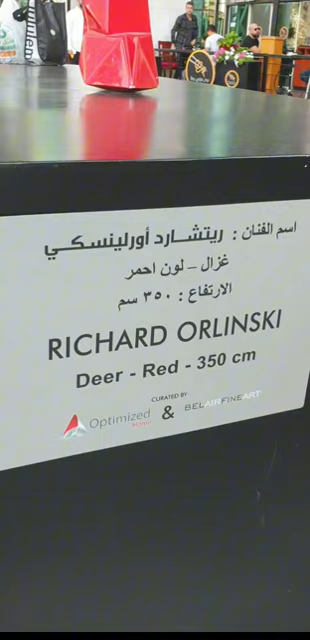 اسم الفنان : ريتشارد أورلينسكي
غزال – لون احمر
الارتفاع : ٣٥٠ سم
RICHARD ORLINSKI
Deer - Red - 350 cm
CURATED BY
Optimized Home & BELAIRFINEART